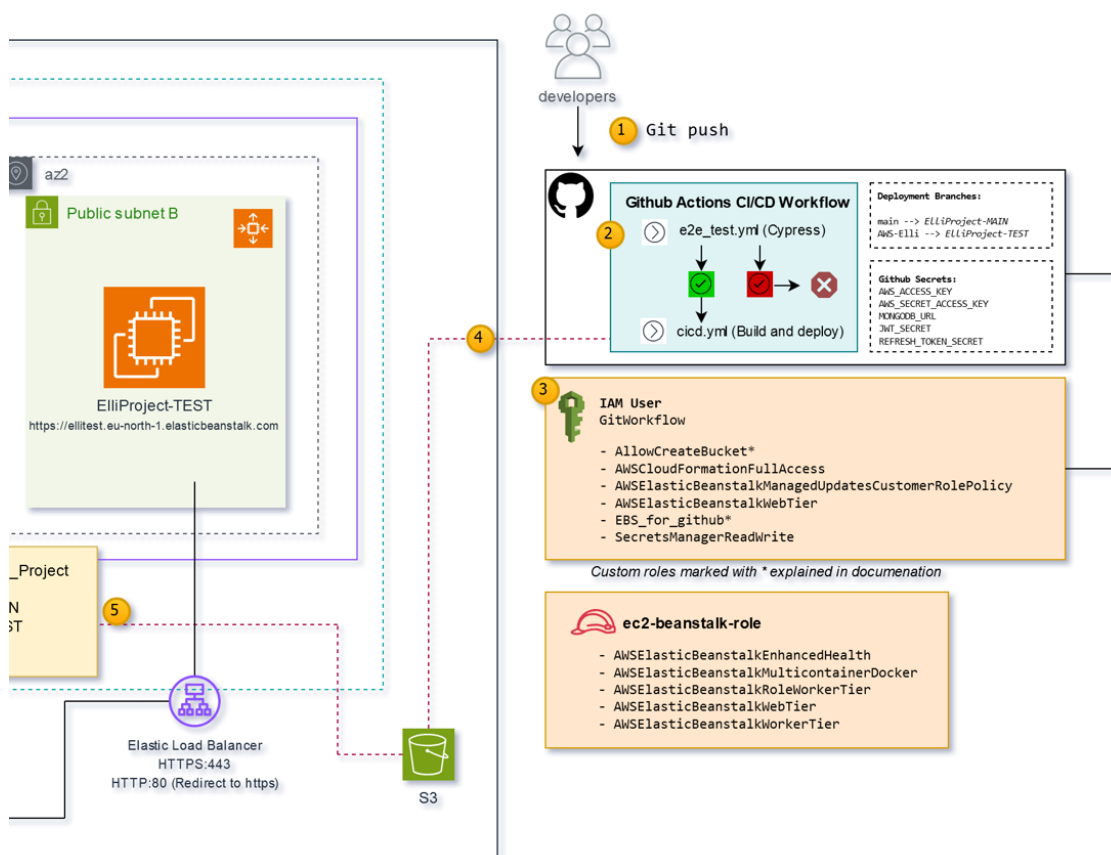 developers
1
Git push
az2
Public subnet B
ElliProject-TEST
https://ellitest.eu-north-1.elasticbeanstalk.com
Github Actions CI/CD Workflow
2
e2e_test.yml (Cypress)
cicd.yml (Build and deploy)
Deployment Branches:
main --> ElliProject-MAIN
AWS-Elli --> ElliProject-TEST
Github Secrets:
AWS_ACCESS_KEY
AWS_SECRET_ACCESS_KEY
MONGODB_URL
JWT_SECRET
REFRESH_TOKEN_SECRET
4
3
IAM User
GitWorkflow
- AllowCreateBucket*
- AWSCloudFormationFullAccess
- AWSElasticBeanstalkManagedUpdatesCustomerRolePolicy
- AWSElasticBeanstalkWebTier
- EBS_for_github*
- SecretsManagerReadWrite
Custom roles marked with * explained in documenation
_Project
N
ST
5
ec2-beanstalk-role
- AWSElasticBeanstalkEnhancedHealth
- AWSElasticBeanstalkMulticontainerDocker
- AWSElasticBeanstalkRoleWorkerTier
- AWSElasticBeanstalkWebTier
- AWSElasticBeanstalkWorkerTier
Elastic Load Balancer
HTTPS:443
HTTP:80 (Redirect to https)
S3